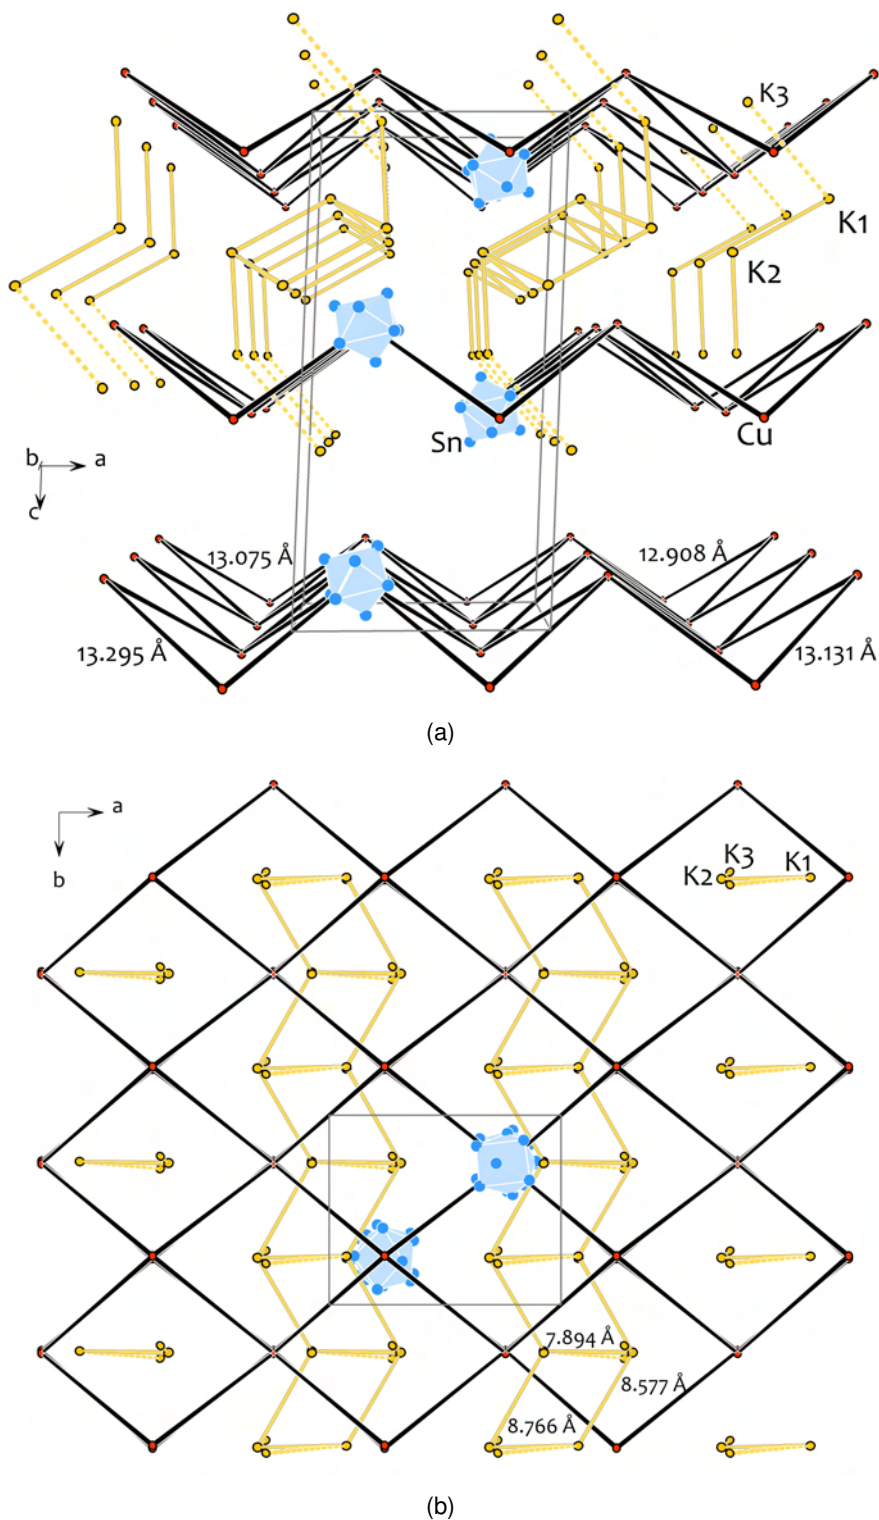 K3
K1
K2
Sn
Cu
b
a
c
13.075 Å
12.908 Å
13.295 Å
13.131 Å
(a)
a
b
K3
K2
K1
7.894 Å
8.577 Å
8.766 Å
(b)